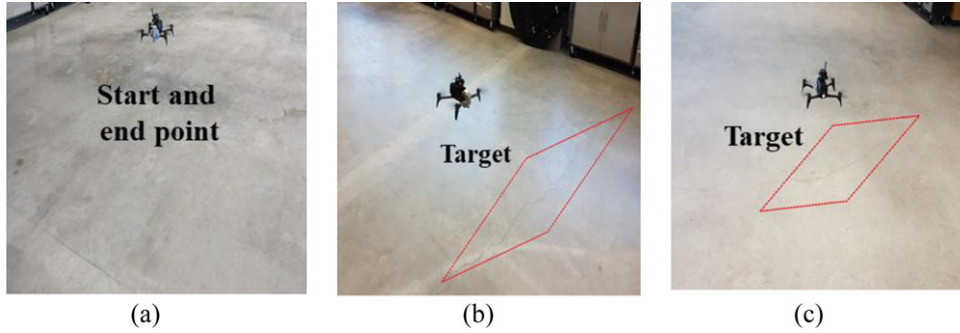 Start and
end point
Target
Target
(a)
(b)
(c)